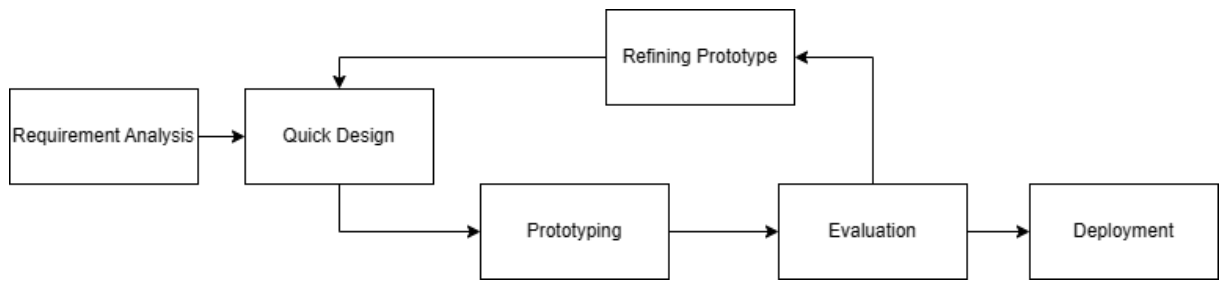 Refining Prototype
Requirement Analysis
Quick Design
Prototyping
Evaluation
Deployment